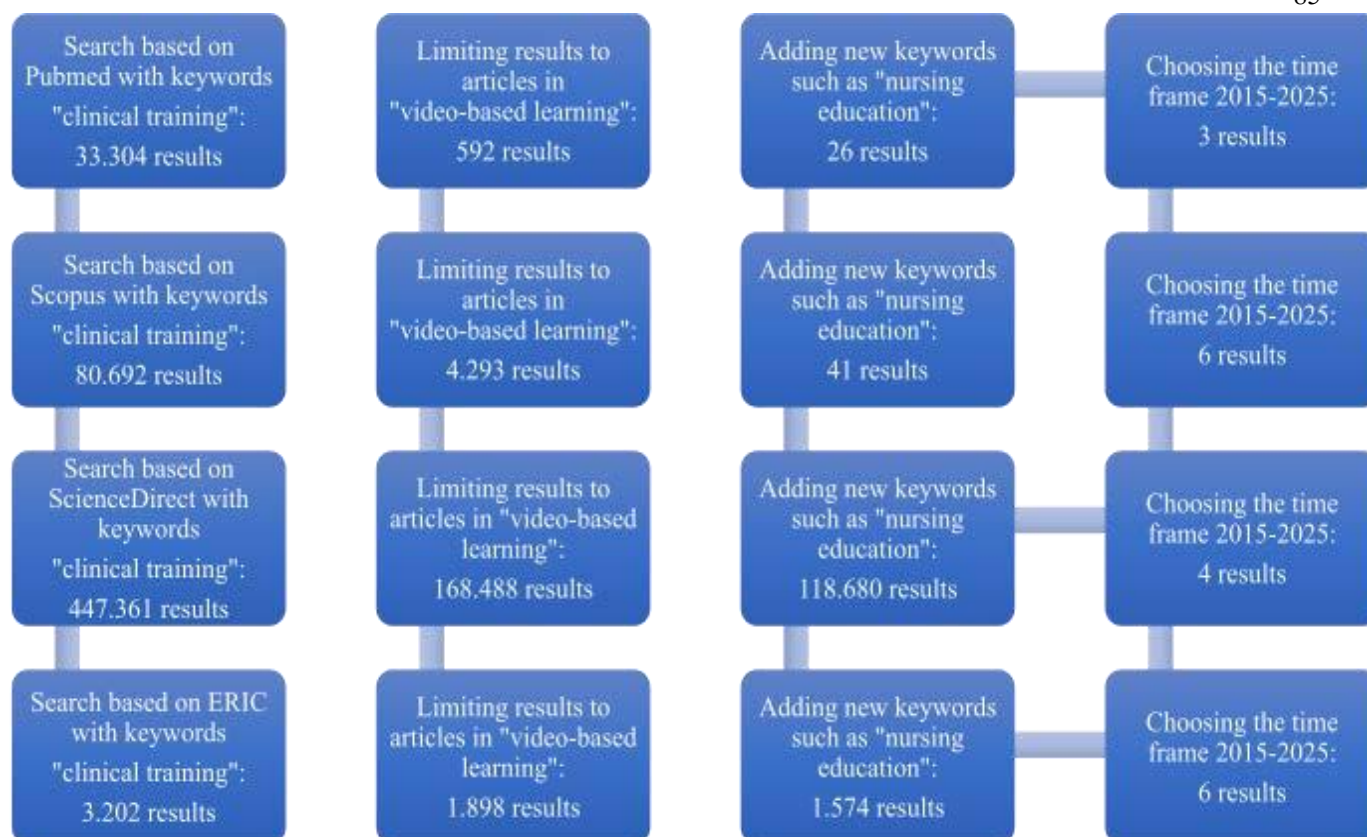 Search based on
Pubmed with keywords
"clinical training":
33.304 results
Limiting results to
articles in
"video-based learning":
592 results
Adding new keywords
such as "nursing
education":
26 results
Choosing the time
frame 2015-2025:
3 results
Search based on
Scopus with keywords
"clinical training":
80.692 results
Limiting results to
articles in
"video-based learning":
4.293 results
Adding new keywords
such as "nursing
education":
41 results
Choosing the time
frame 2015-2025:
6 results
Search based on
ScienceDirect with
keywords
"clinical training":
447.361 results
Limiting results to
articles in "video-based
learning":
168.488 results
Adding new keywords
such as "nursing
education":
118.680 results
Choosing the time
frame 2015-2025:
4 results
Search based on ERIC
with keywords
"clinical training":
3.202 results
Limiting results to
articles in "video-based
learning":
1.898 results
Adding new keywords
such as "nursing
education":
1.574 results
Choosing the time
frame 2015-2025:
6 results